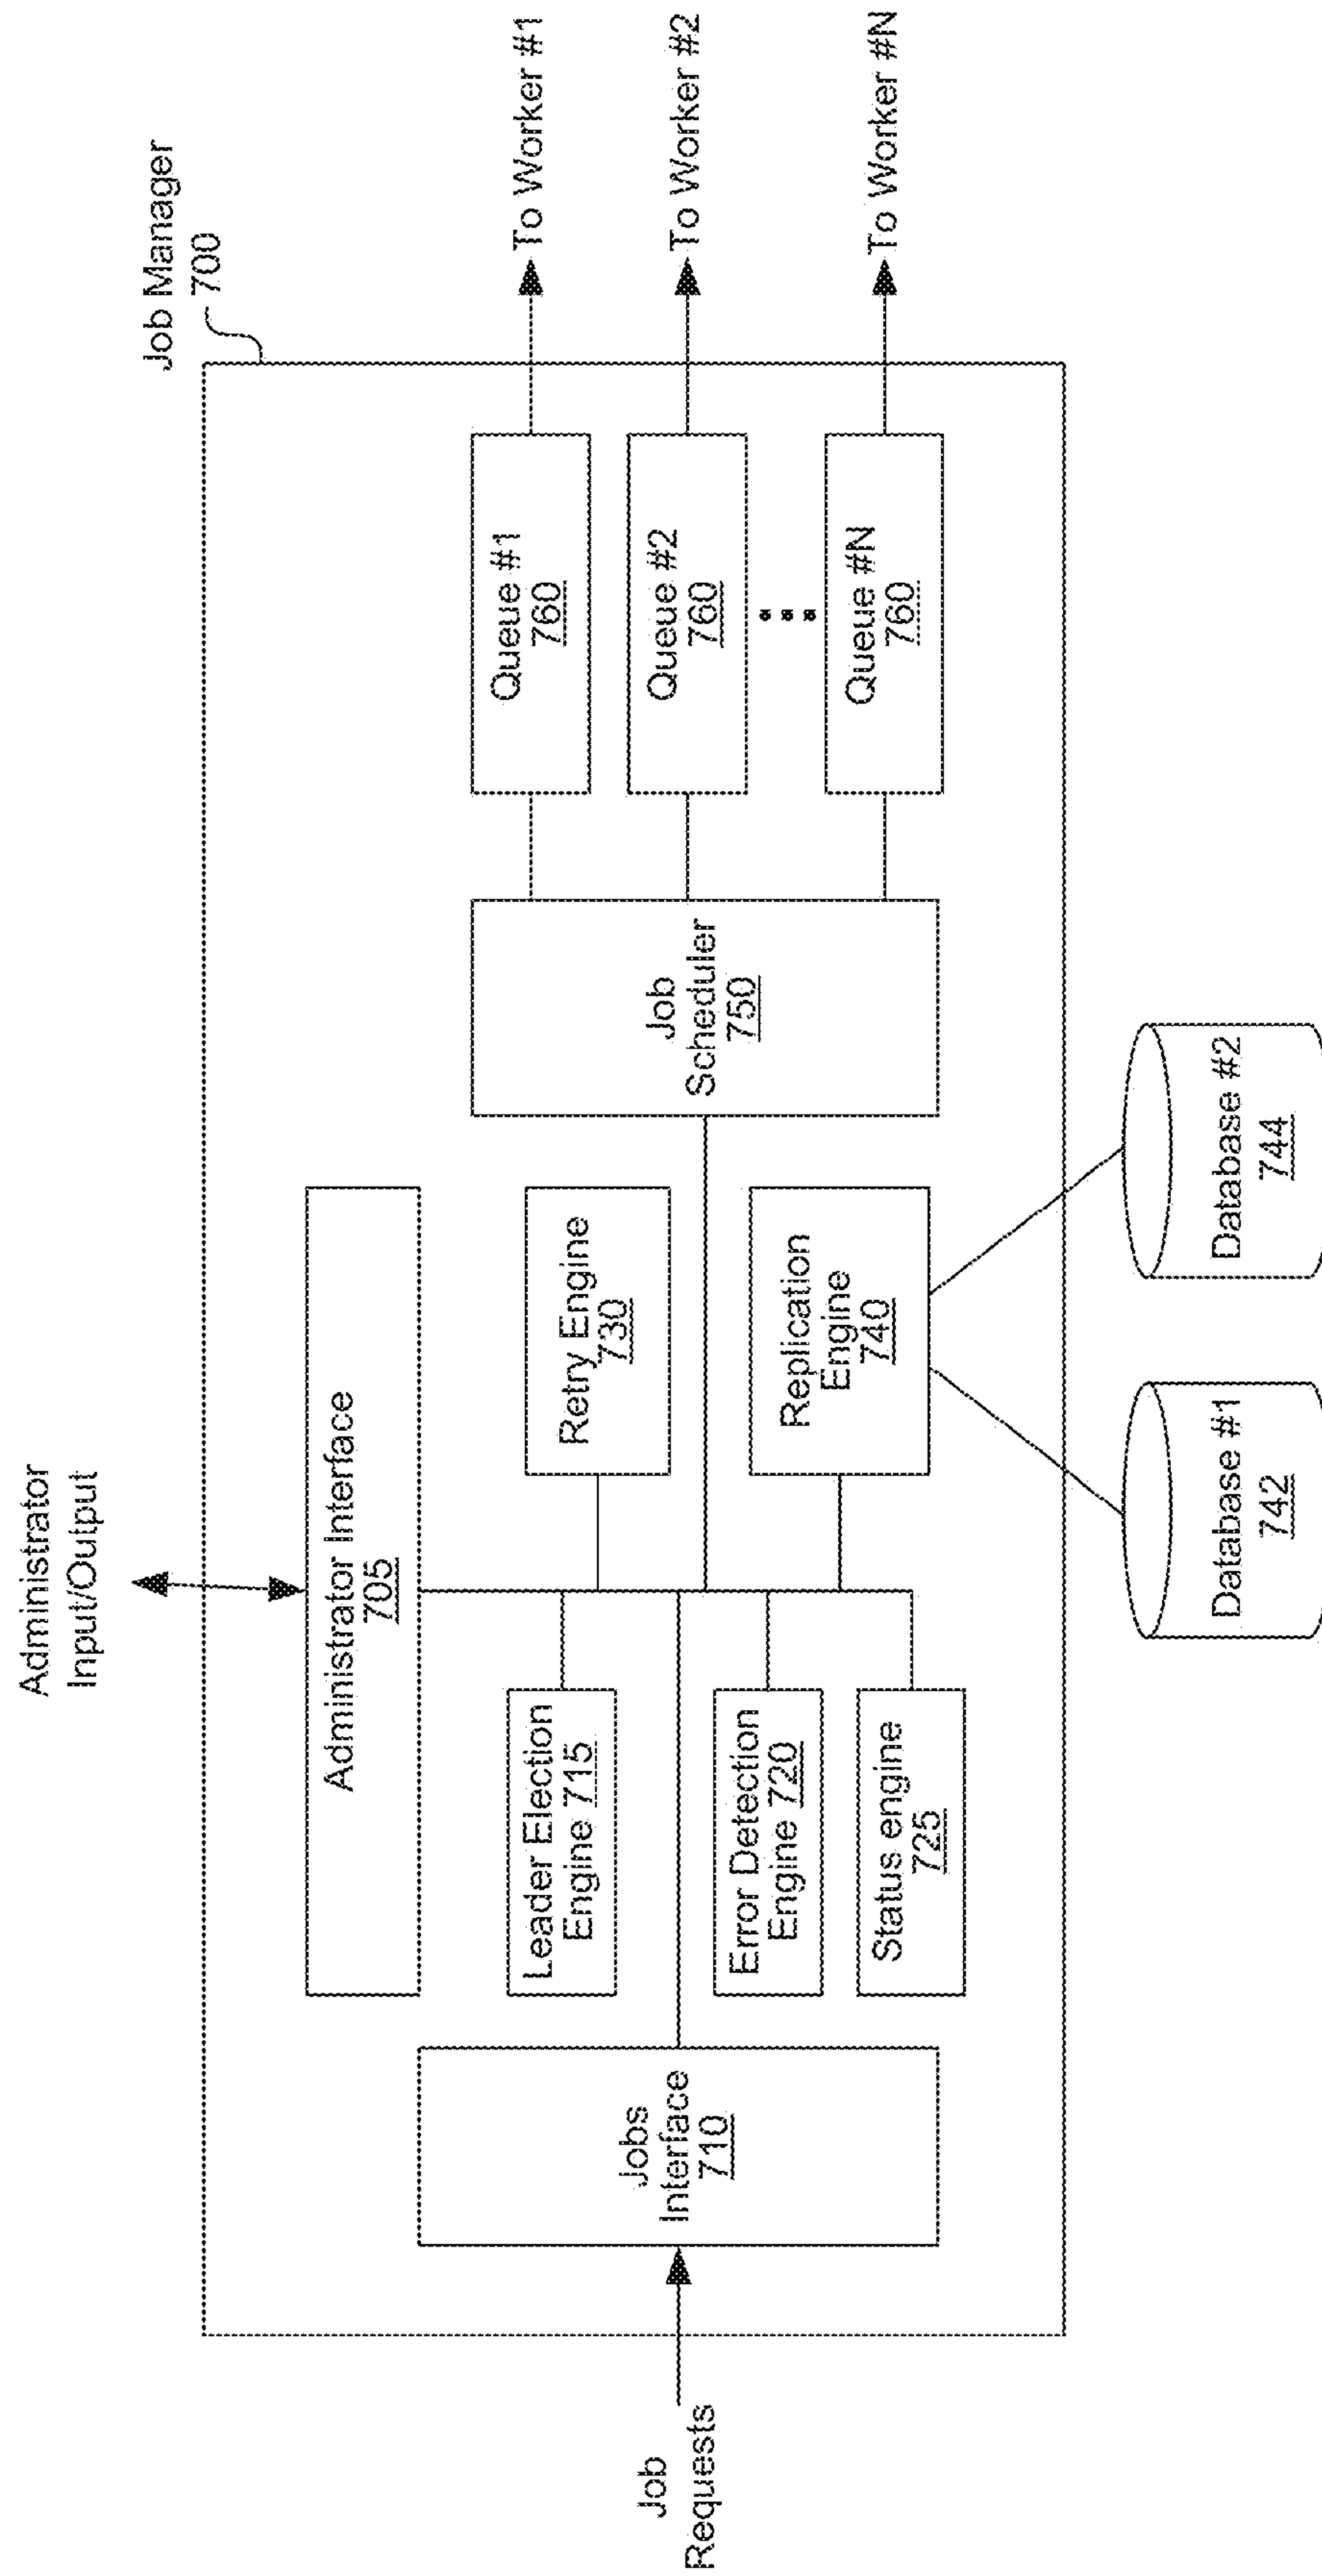 Administrator
Input/Output
Job Manager
700
Administrator Interface
705
Job
Requests
Jobs
Interface
710
Leader Election
Engine 715
Error Detection
Engine 720
Status engine
725
Retry Engine
730
Replication
Engine
740
Job
Scheduler
750
Queue #1
760
Queue #2
760
Queue #N
760
To Worker #1
To Worker #2
To Worker #N
Database #1
742
Database #2
744